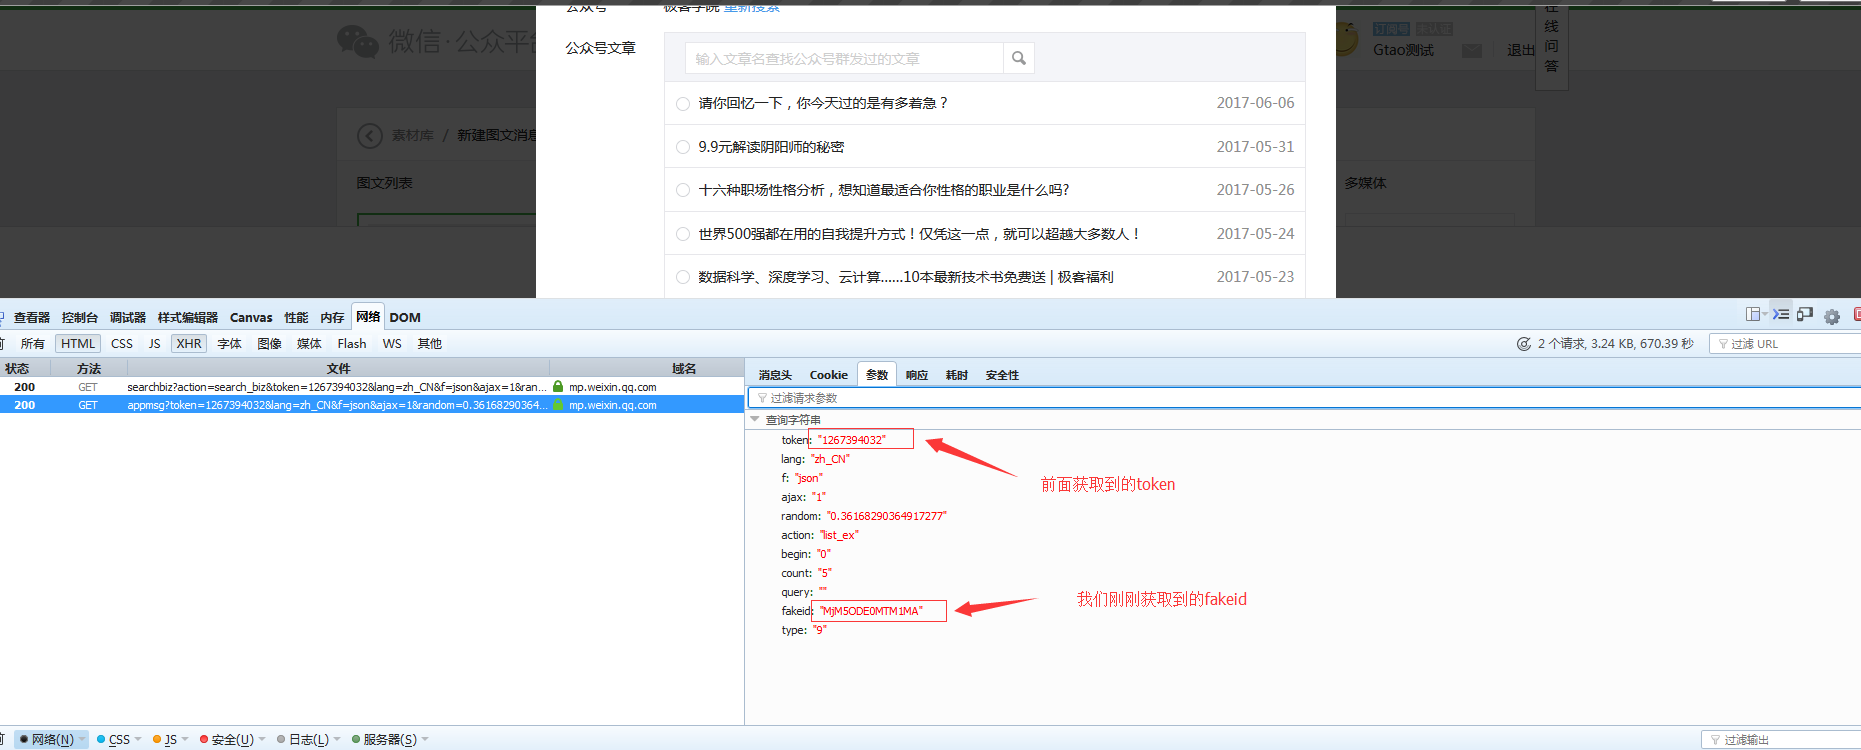 公众号 极客学院 重新搜索
微信·公众平台
公众号文章
输入文章名查找公众号群发过的文章
订阅号 未认证
Gtao测试 退出
在线问答
素材库 / 新建图文消息
图文列表
多媒体
请你回忆一下，你今天过的是有多着急？ 2017-06-06
9.9元解读阴阳师的秘密 2017-05-31
十六种职场性格分析，想知道最适合你性格的职业是什么吗? 2017-05-26
世界500强都在用的自我提升方式！仅凭这一点，就可以超越大多数人！ 2017-05-24
数据科学、深度学习、云计算……10本最新技术书免费送 | 极客福利 2017-05-23
查看器 控制台 调试器 样式编辑器 Canvas 性能 内存 网络 DOM
所有 HTML CSS JS XHR 字体 图像 媒体 Flash WS 其他 2 个请求, 3.24 KB, 670.39 秒 过滤 URL
状态 方法 文件 域名
200 GET searchbiz?action=search_biz&token=1267394032&lang=zh_CN&f=json&ajax=1&ran... mp.weixin.qq.com
200 GET appmsg?token=1267394032&lang=zh_CN&f=json&ajax=1&random=0.36168290364... mp.weixin.qq.com
消息头 Cookie 参数 响应 耗时 安全性
过滤请求参数
查询字符串
token: "1267394032"
lang: "zh_CN"
f: "json"
ajax: "1"
random: "0.36168290364917277"
action: "list_ex"
begin: "0"
count: "5"
query: ""
fakeid: "MjM5ODE0MTM1MA"
type: "9"
前面获取到的token
我们刚刚获取到的fakeid
网络(N) CSS JS 安全(U) 日志(L) 服务器(S) 过滤输出